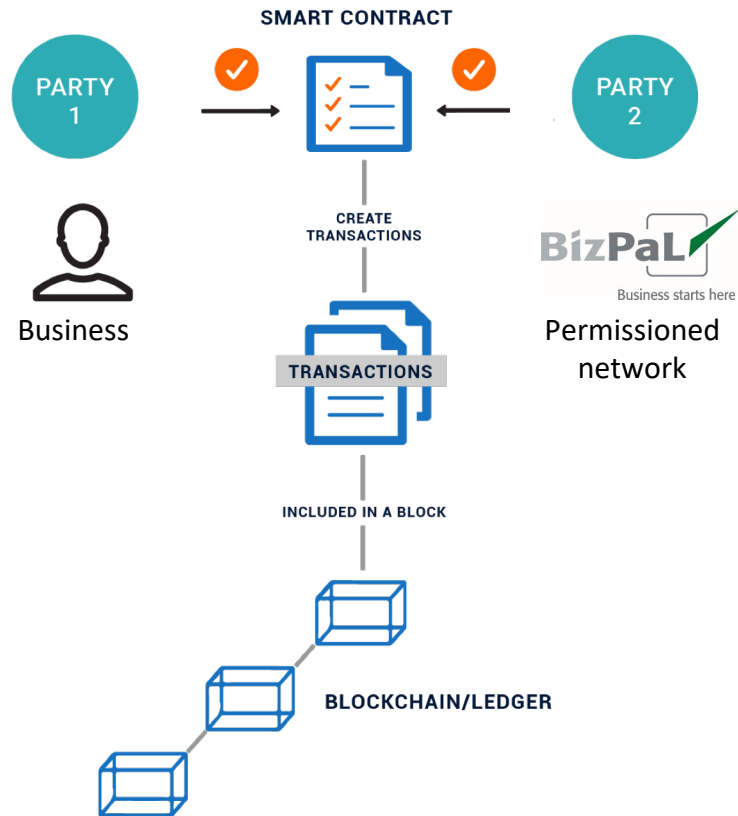 SMART CONTRACT
PARTY
1
PARTY
2
CREATE
TRANSACTIONS
BizPaL
Business starts here
Business
Permissioned
network
TRANSACTIONS
INCLUDED IN A BLOCK
BLOCKCHAIN/LEDGER